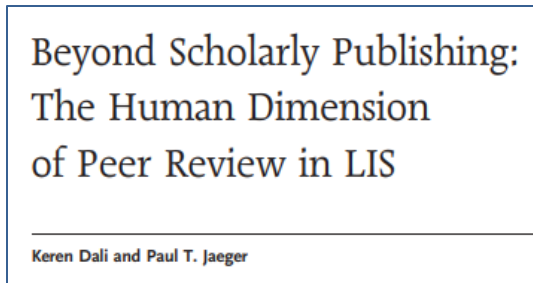 Beyond Scholarly Publishing:
The Human Dimension
of Peer Review in LIS
Keren Dali and Paul T. Jaeger